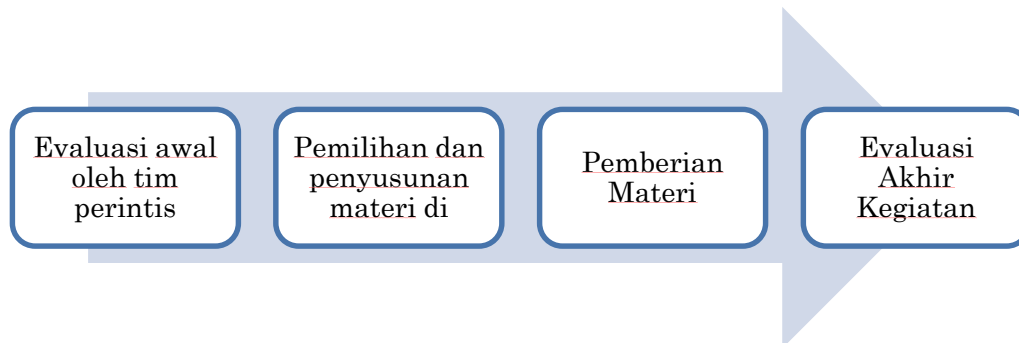 Evaluasi awal
oleh tim
perintis
Pemilihan dan
penyusunan
materi di
Pemberian
Materi
Evaluasi
Akhir
Kegiatan